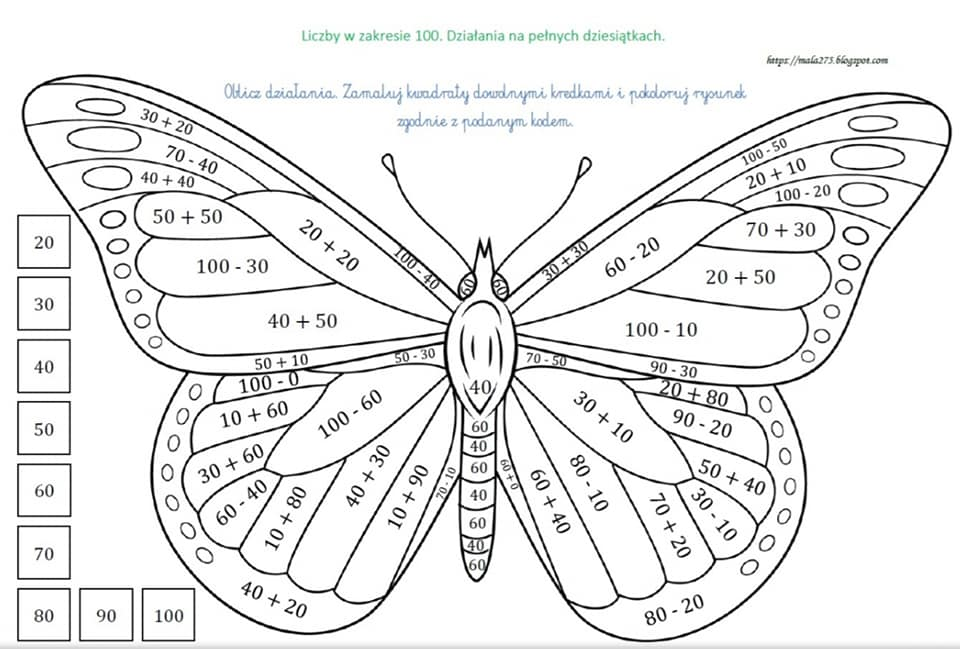 Liczby w zakresie 100. Działania na pełnych dziesiątkach.
https://mala275.blogspot.com
Oblicz działania. Zamaluj kwadraty dowolnymi kredkami i pokoloruj rysunek
zgodnie z podanym kodem.
30 + 20
70 - 40
40 + 40
50 + 50
20 + 20
100 - 40
100 - 30
40 + 50
50 + 10
50 - 30
100 - 50
20 + 10
100 - 20
70 + 30
60 - 20
30 + 30
20 + 50
100 - 10
70 - 50
90 - 30
60
60
40
100 - 0
10 + 60
100 - 60
30 + 60
60 - 40
10 + 80
40 + 30
10 + 90
70 - 10
40 + 20
20 + 80
90 - 20
30 + 10
50 + 40
30 - 10
70 + 20
80 - 10
60 + 40
60 + 0
80 - 20
60
40
60
40
60
40
60
20
30
40
50
60
70
80
90
100